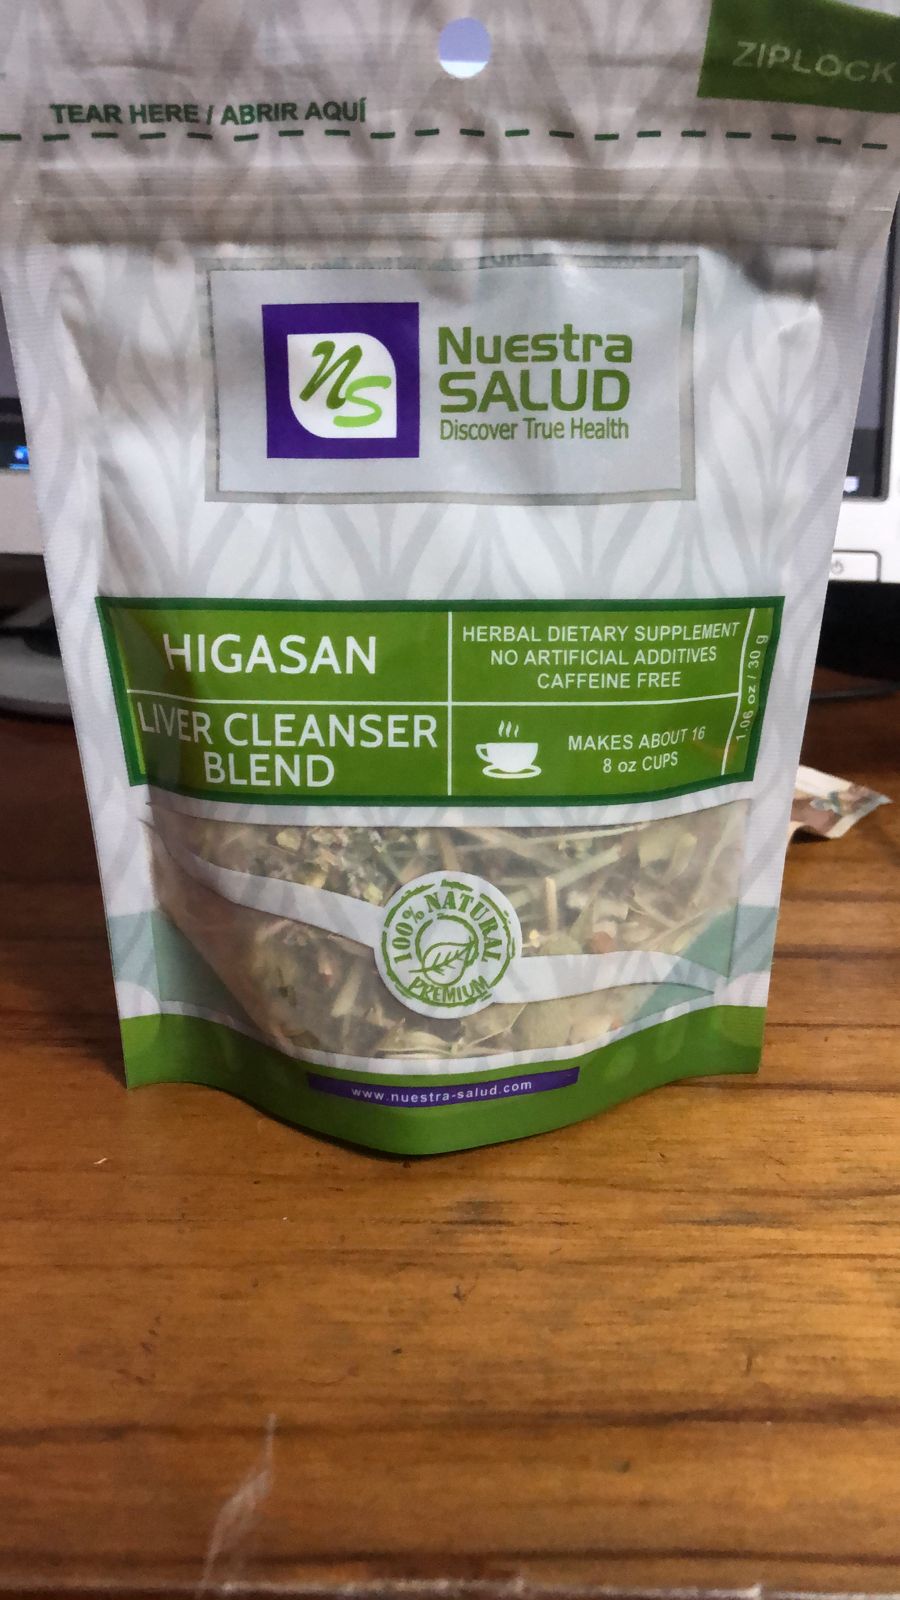 ZIPLOCK
TEAR HERE / ABRIR AQUÍ
NS
Nuestra
SALUD
Discover True Health
HIGASAN
LIVER CLEANSER
BLEND
HERBAL DIETARY SUPPLEMENT
NO ARTIFICIAL ADDITIVES
CAFFEINE FREE
MAKES ABOUT 16
8 oz CUPS
1.06 oz / 30 g
100% NATURAL
PREMIUM
www.nuestra-salud.com